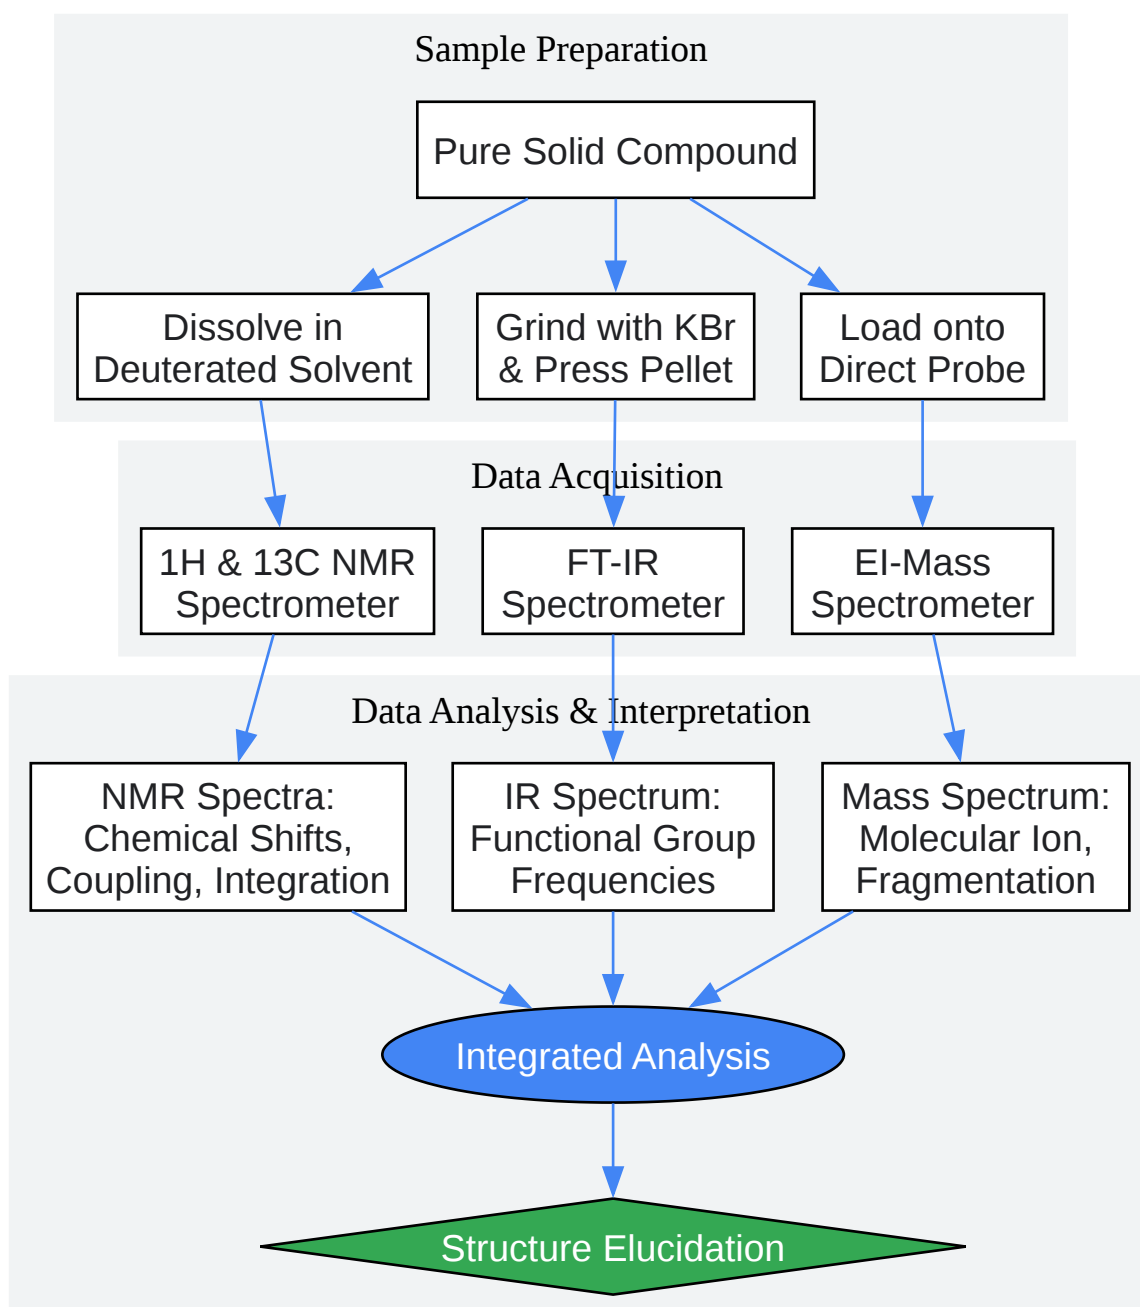 Sample Preparation
Pure Solid Compound
Dissolve in
Deuterated Solvent
Grind with KBr
& Press Pellet
Load onto
Direct Probe
Data Acquisition
1H & 13C NMR
Spectrometer
FT-IR
Spectrometer
EI-Mass
Spectrometer
Data Analysis & Interpretation
NMR Spectra:
Chemical Shifts,
Coupling, Integration
IR Spectrum:
Functional Group
Frequencies
Mass Spectrum:
Molecular Ion,
Fragmentation
Integrated Analysis
Structure Elucidation